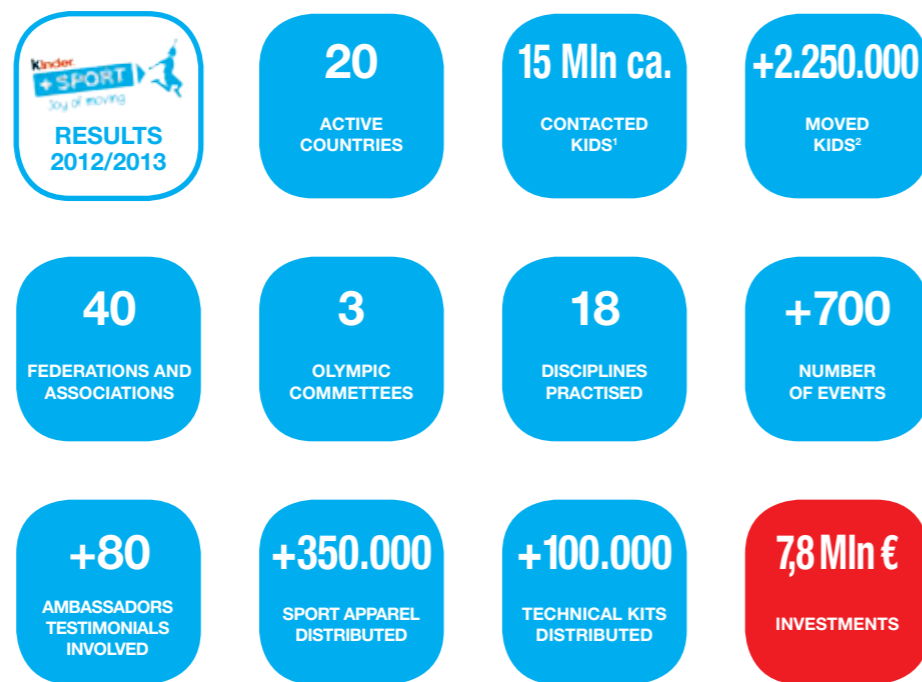 Kinder
+ SPORT
Joy of moving
RESULTS
2012/2013
20
ACTIVE
COUNTRIES
15 Mln ca.
CONTACTED
KIDS¹
+2.250.000
MOVED
KIDS²
40
FEDERATIONS AND
ASSOCIATIONS
3
OLYMPIC
COMMETTEES
18
DISCIPLINES
PRACTISED
+700
NUMBER
OF EVENTS
+80
AMBASSADORS
TESTIMONIALS
INVOLVED
+350.000
SPORT APPAREL
DISTRIBUTED
+100.000
TECHNICAL KITS
DISTRIBUTED
7,8 Mln €
INVESTMENTS